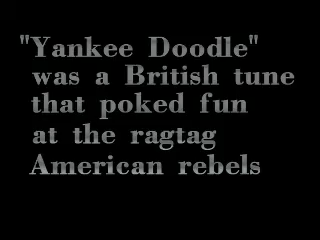 "Yankee Doodle"
was a British tune
that poked fun
at the ragtag
American rebels